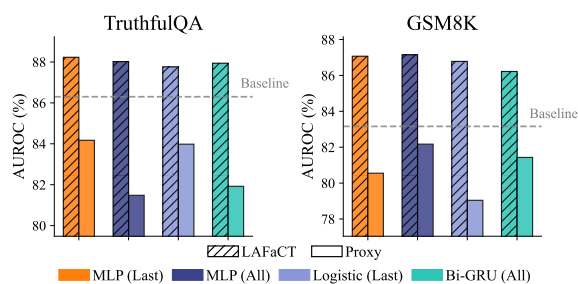 TruthfulQA
GSM8K
AUROC (%)
88
86
84
82
80
Baseline
AUROC (%)
88
86
84
82
80
78
Baseline
LAFaCT
Proxy
MLP (Last)
MLP (All)
Logistic (Last)
Bi-GRU (All)